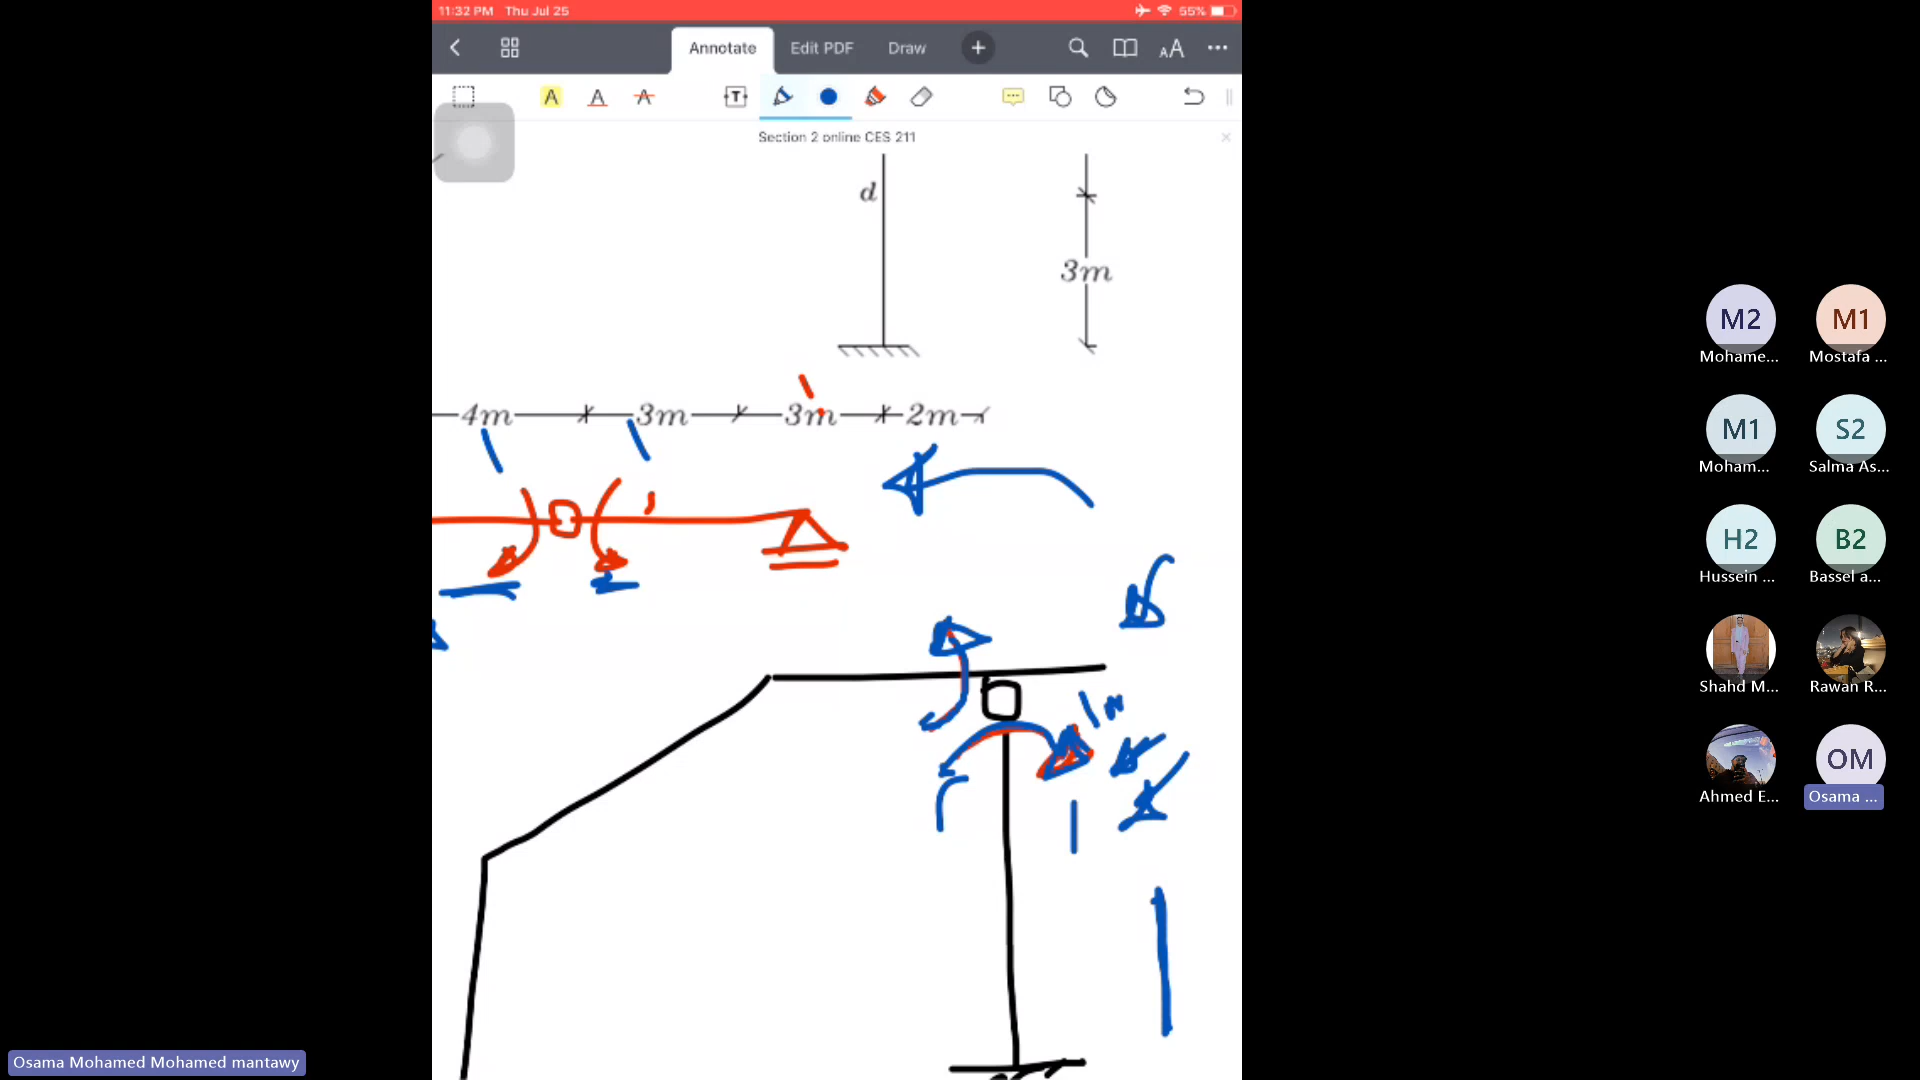 11:32 PM Thu Jul 25 55%
Annotate Edit PDF Draw
Section 2 online CES 211
d
3m
4m 3m 3m 2m
1m
M2 M1
Mohame... Mostafa ...
M1 S2
Moham... Salma As...
H2 B2
Hussein ... Bassel a...
Shahd M... Rawan R...
OM
Ahmed E... Osama ...
Osama Mohamed Mohamed mantawy